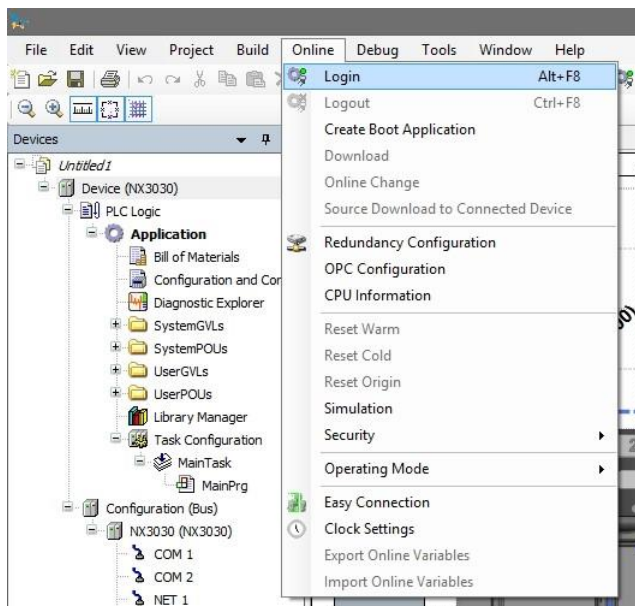 File Edit View Project Build Online Debug Tools Window Help
Devices
Untitled1
Device (NX3030)
PLC Logic
Application
Bill of Materials
Configuration and Cor
Diagnostic Explorer
SystemGVLs
SystemPOUs
UserGVLs
UserPOUs
Library Manager
Task Configuration
MainTask
MainPrg
Configuration (Bus)
NX3030 (NX3030)
COM 1
COM 2
NET 1
Login Alt+F8
Logout Ctrl+F8
Create Boot Application
Download
Online Change
Source Download to Connected Device
Redundancy Configuration
OPC Configuration
CPU Information
Reset Warm
Reset Cold
Reset Origin
Simulation
Security
Operating Mode
Easy Connection
Clock Settings
Export Online Variables
Import Online Variables